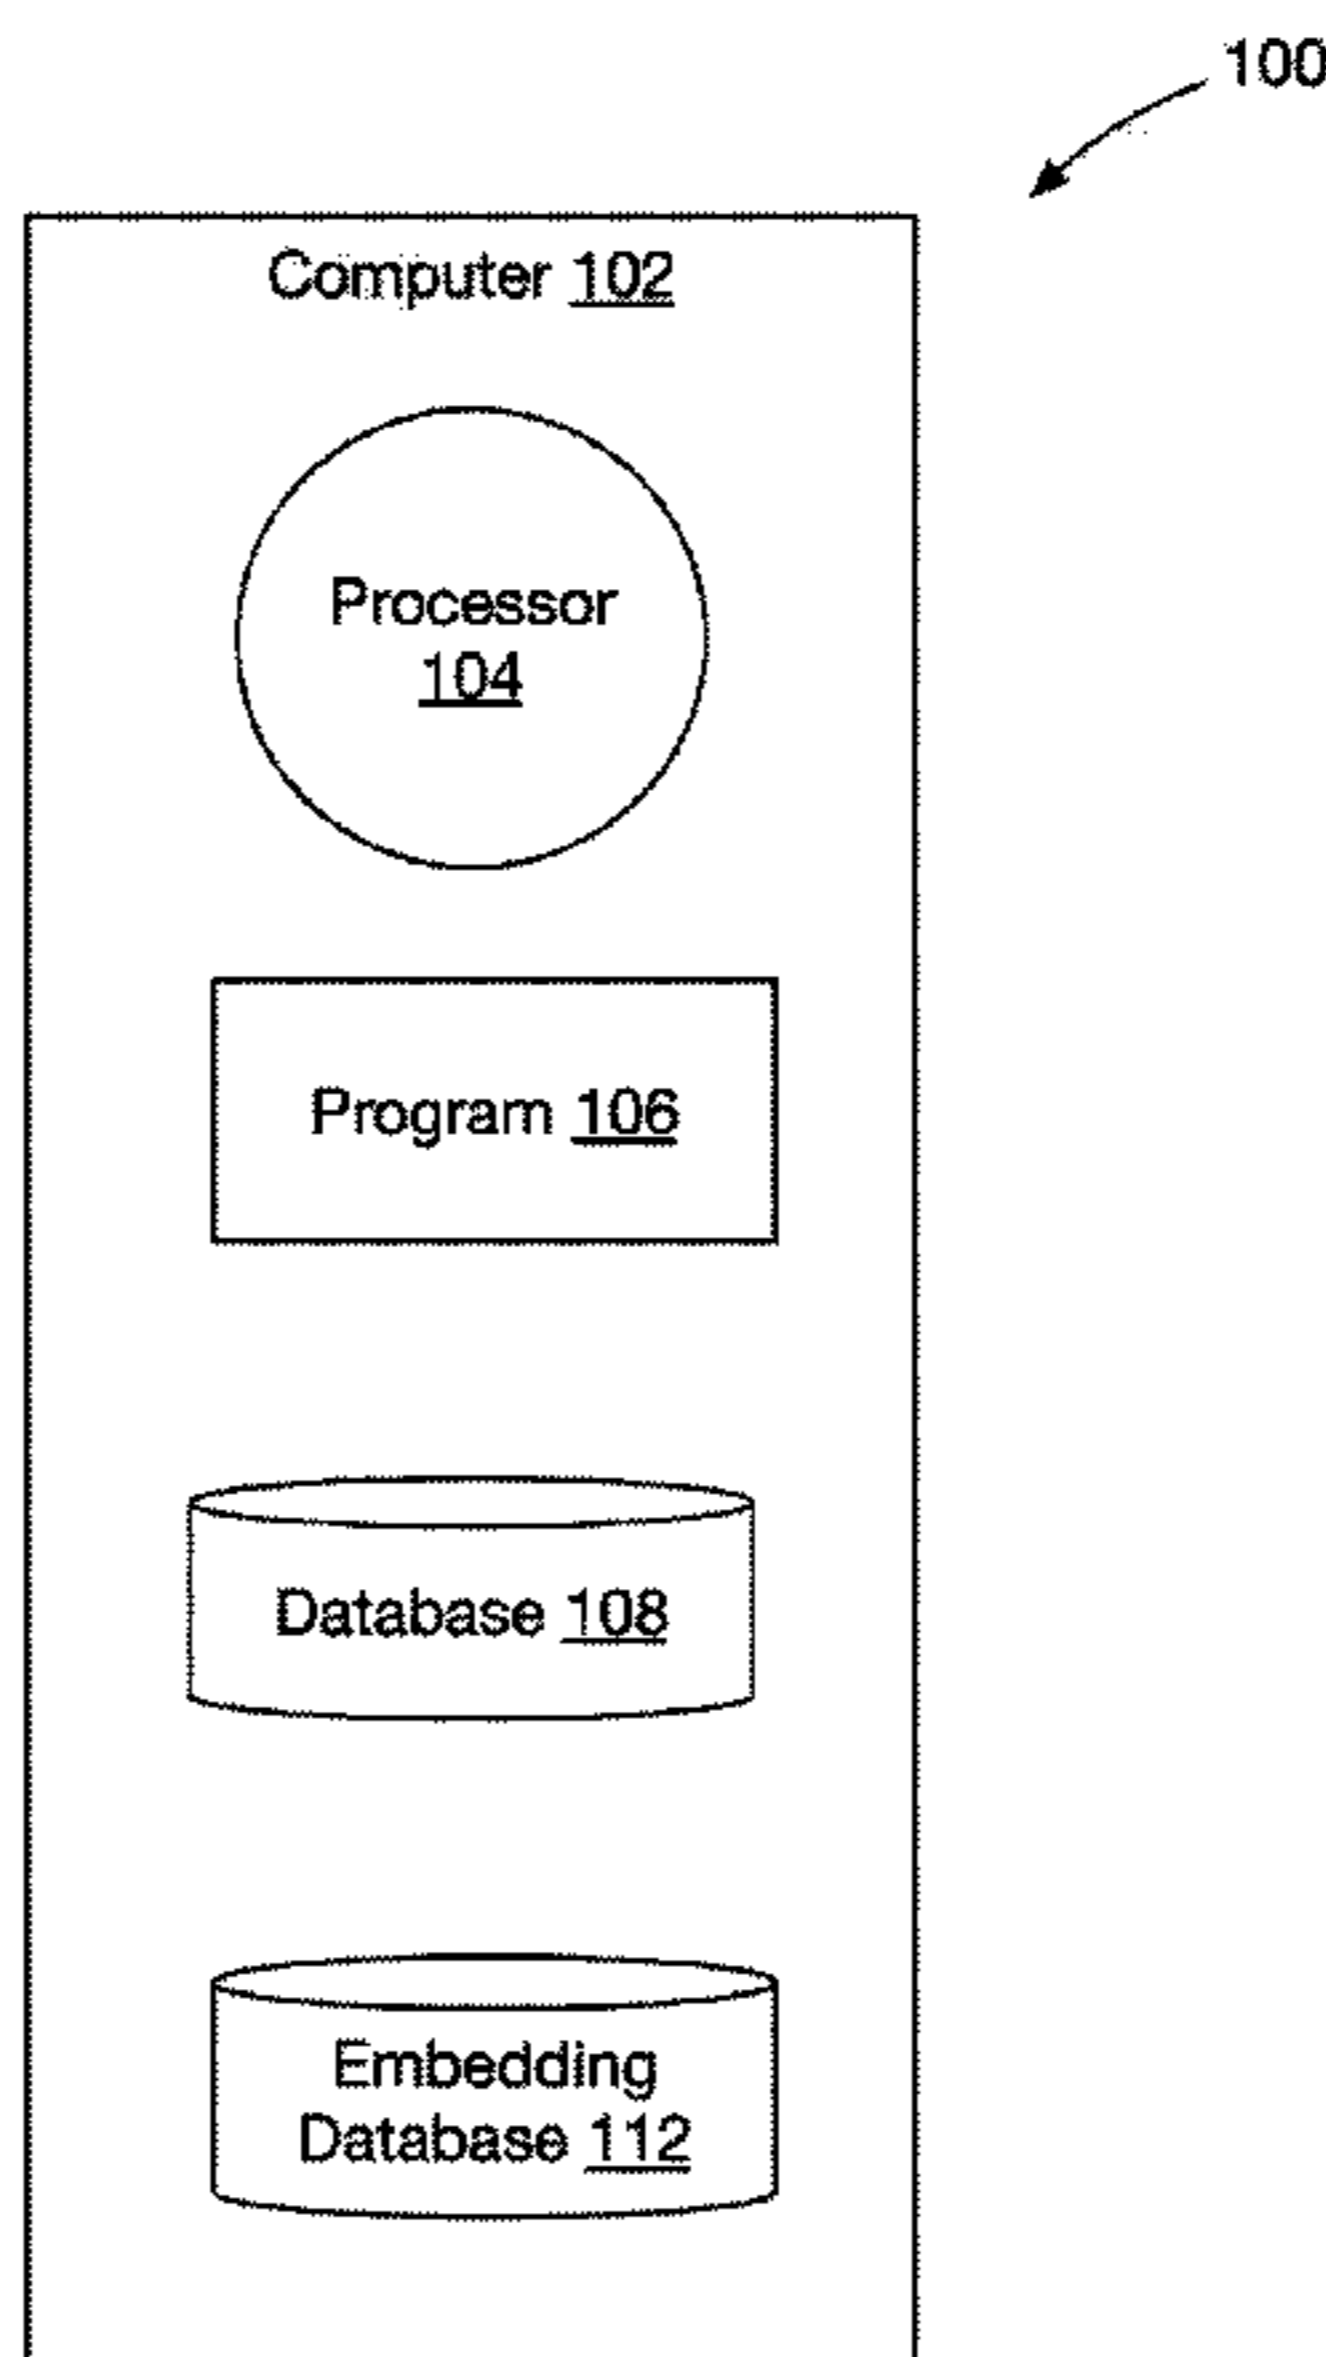 100
Computer 102
Processor
104
Program 106
Database 108
Embedding
Database 112